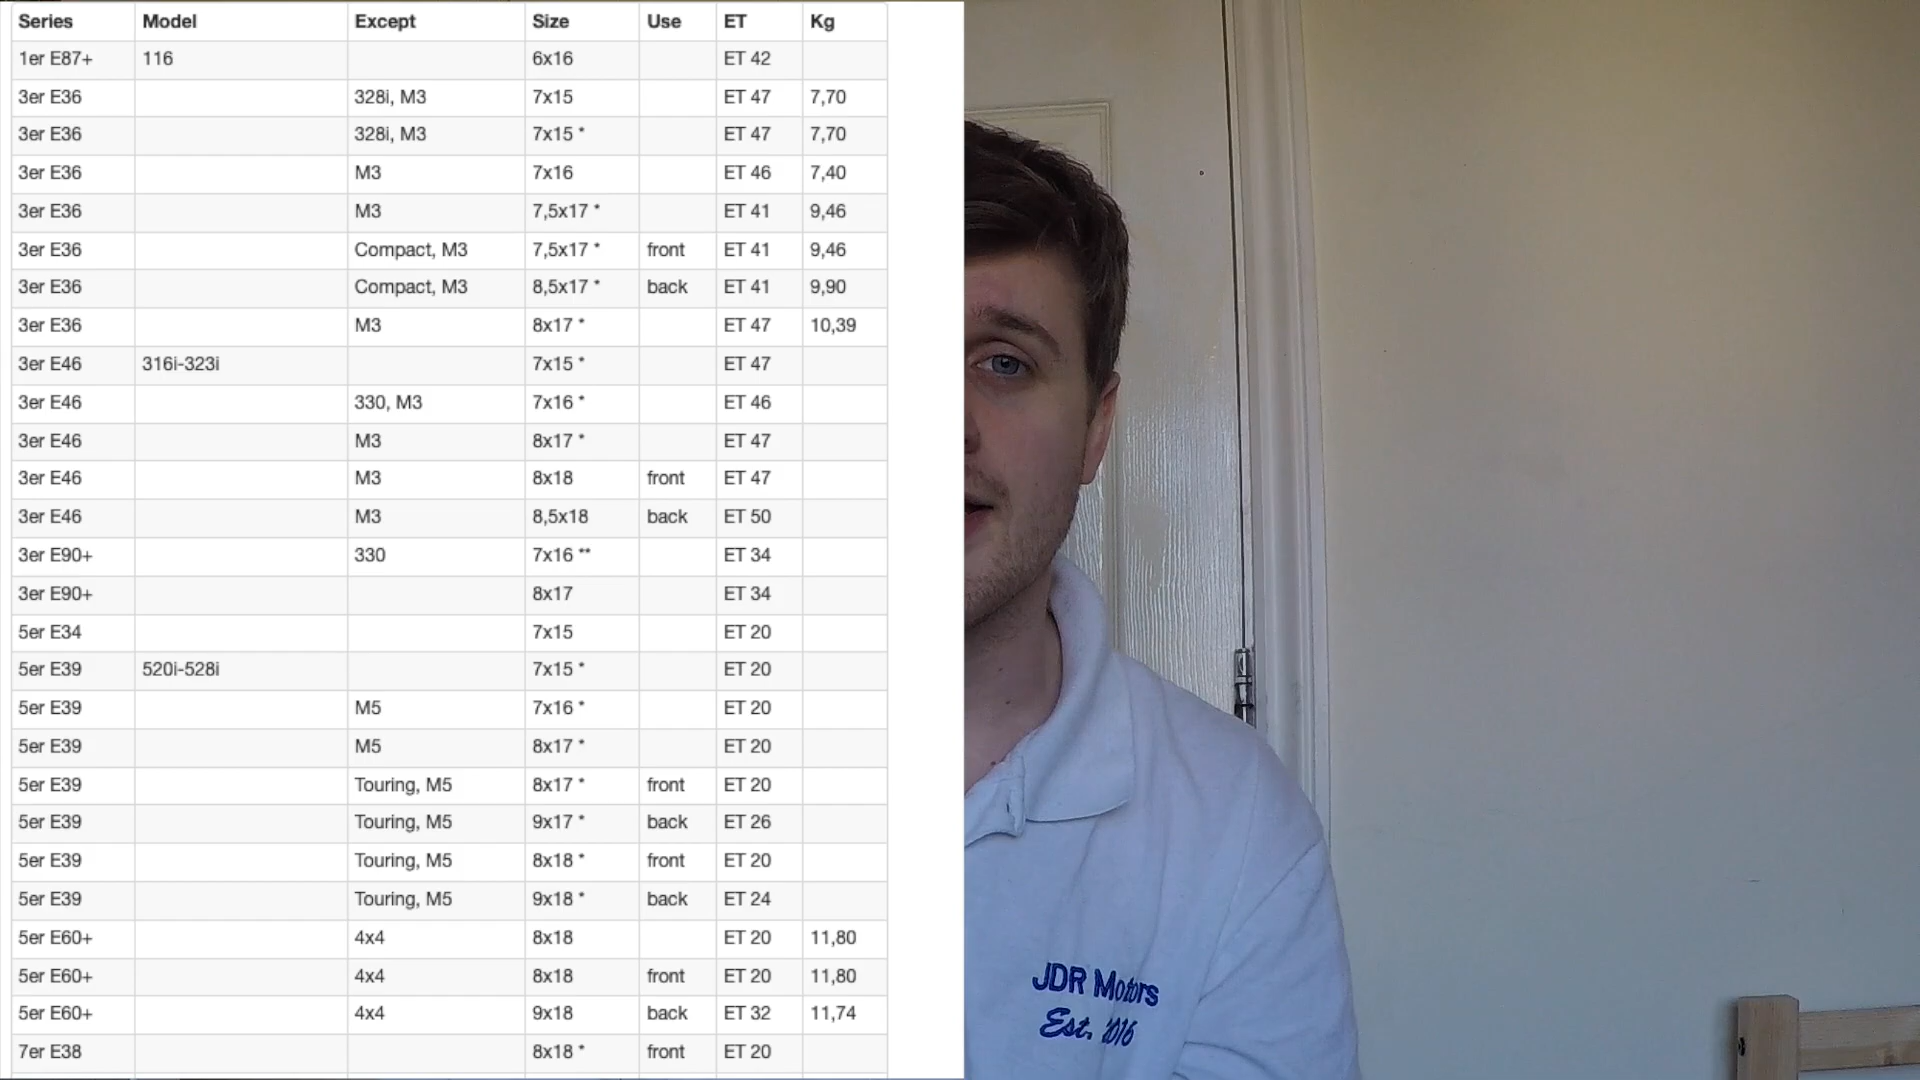 Series Model Except Size Use ET Kg
1er E87+ 116 6x16 ET 42
3er E36 328i, M3 7x15 ET 47 7,70
3er E36 328i, M3 7x15 * ET 47 7,70
3er E36 M3 7x16 ET 46 7,40
3er E36 M3 7,5x17 * ET 41 9,46
3er E36 Compact, M3 7,5x17 * front ET 41 9,46
3er E36 Compact, M3 8,5x17 * back ET 41 9,90
3er E36 M3 8x17 * ET 47 10,39
3er E46 316i-323i 7x15 * ET 47
3er E46 330, M3 7x16 * ET 46
3er E46 M3 8x17 * ET 47
3er E46 M3 8x18 front ET 47
3er E46 M3 8,5x18 back ET 50
3er E90+ 330 7x16 ** ET 34
3er E90+ 8x17 ET 34
5er E34 7x15 ET 20
5er E39 520i-528i 7x15 * ET 20
5er E39 M5 7x16 * ET 20
5er E39 M5 8x17 * ET 20
5er E39 Touring, M5 8x17 * front ET 20
5er E39 Touring, M5 9x17 * back ET 26
5er E39 Touring, M5 8x18 * front ET 20
5er E39 Touring, M5 9x18 * back ET 24
5er E60+ 4x4 8x18 ET 20 11,80
5er E60+ 4x4 8x18 front ET 20 11,80
5er E60+ 4x4 9x18 back ET 32 11,74
7er E38 8x18 * front ET 20
JDR Motors
Est. 2016